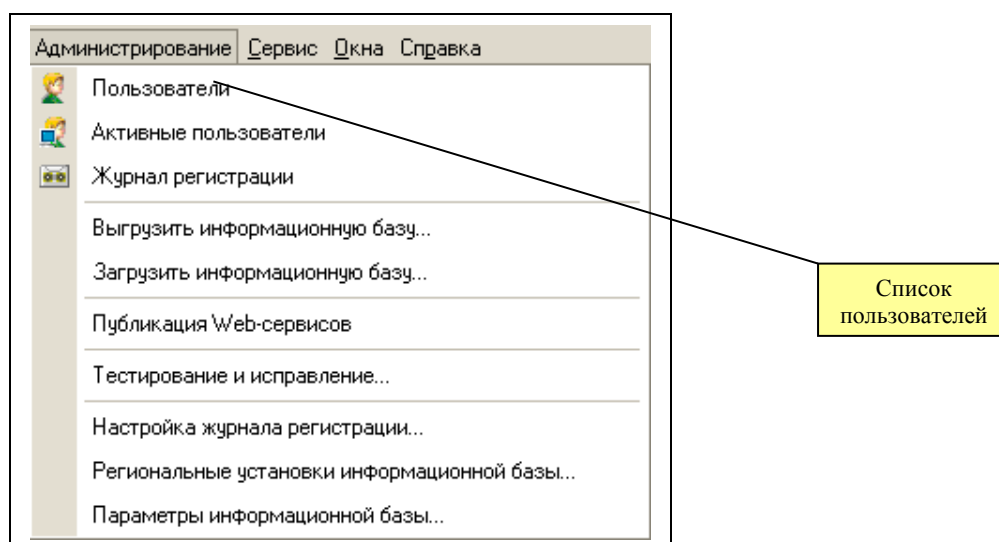 Администрирование Сервис Окна Справка
Пользователи
Активные пользователи
Журнал регистрации
Выгрузить информационную базу...
Загрузить информационную базу...
Публикация Web-сервисов
Тестирование и исправление...
Настройка журнала регистрации...
Региональные установки информационной базы...
Параметры информационной базы...
Список
пользователей